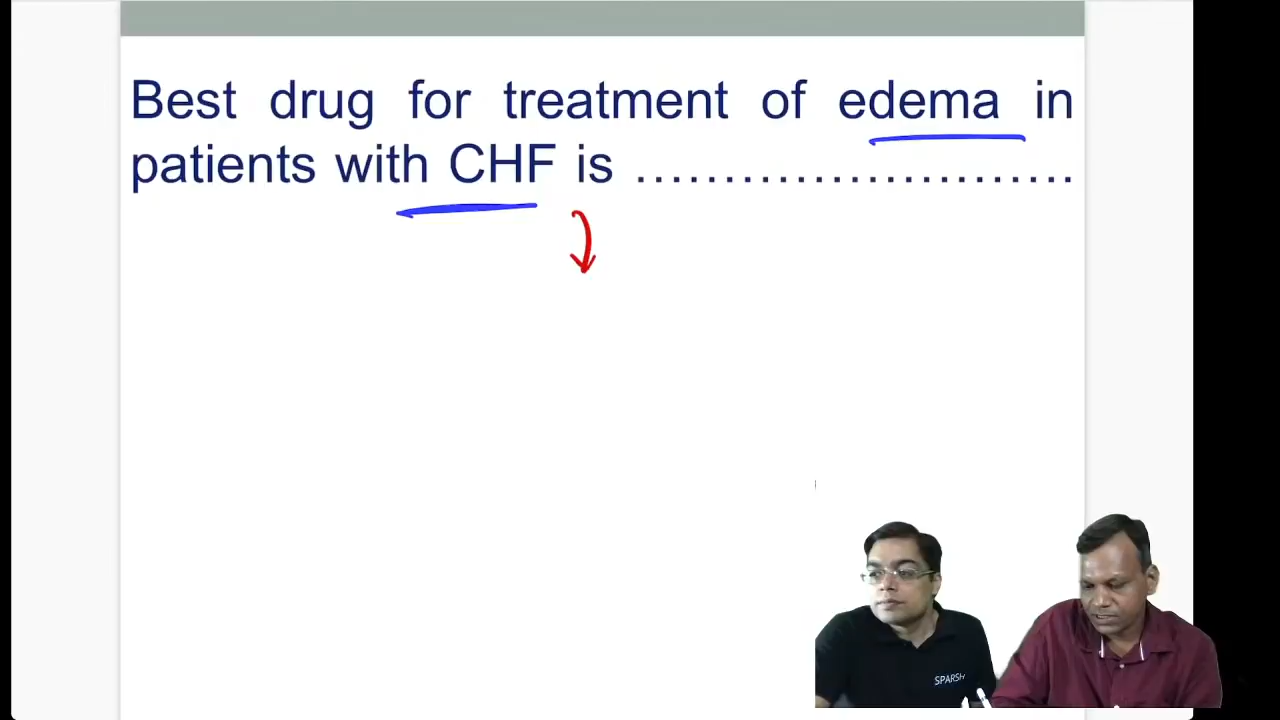 Best drug for treatment of edema in
patients with CHF is ............................
SPARSH